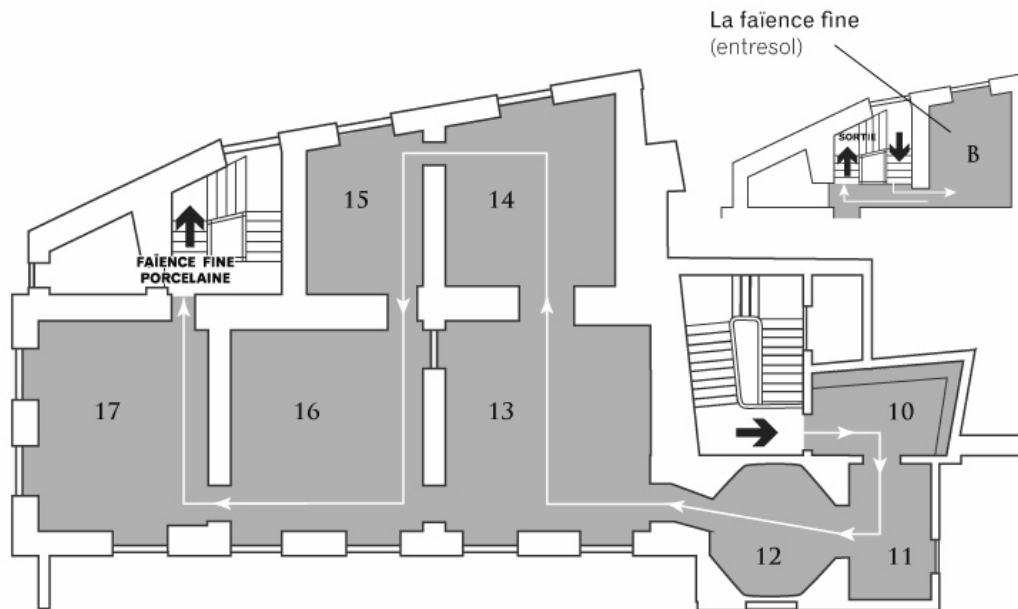 La faïence fine
(entresol)
SORTIE
B
15
14
FAÏENCE FINE
PORCELAINE
17
16
13
10
12
11